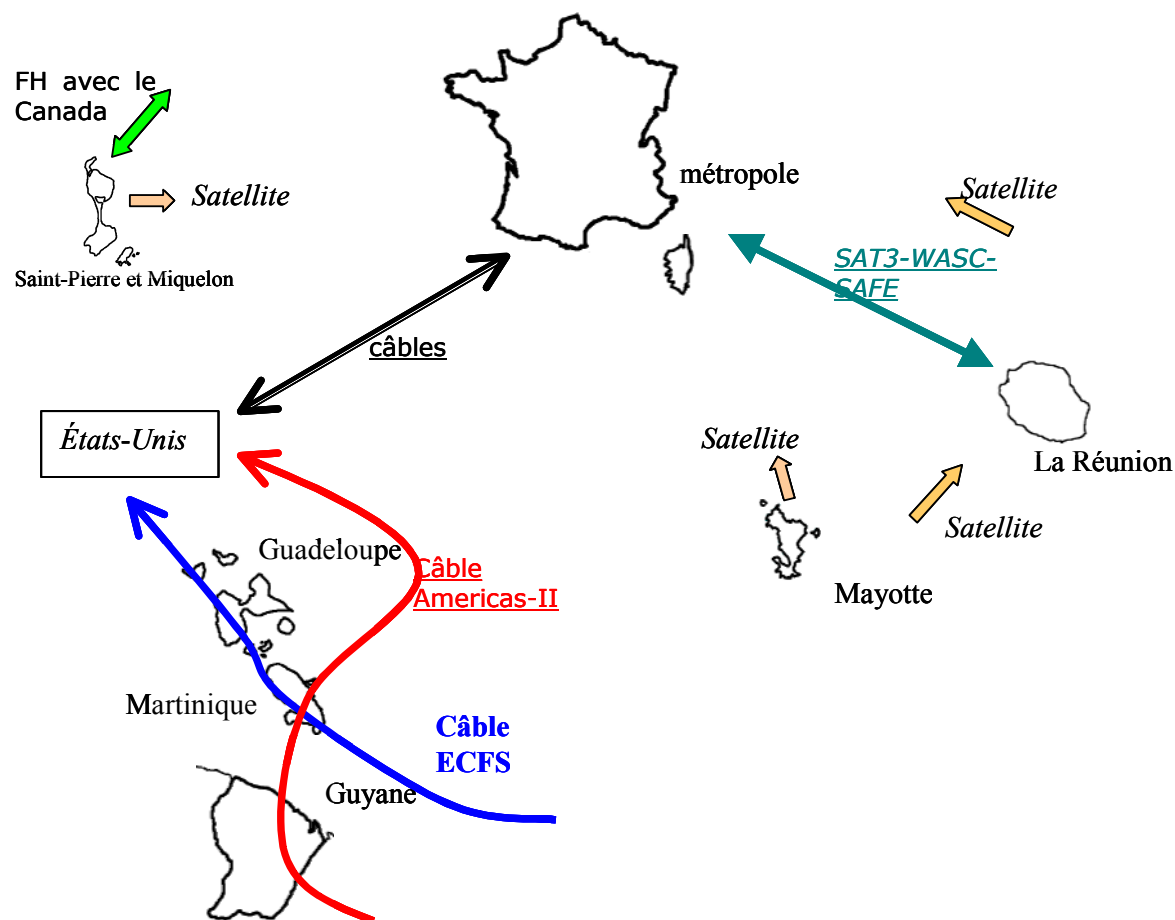 FH avec le
Canada
Satellite
Saint-Pierre et Miquelon
métropole
Satellite
SAT3-WASC-
SAFE
câbles
États-Unis
Satellite
La Réunion
Satellite
Mayotte
Guadeloupe
Câble
Americas-II
Martinique
Câble
ECFS
Guyane